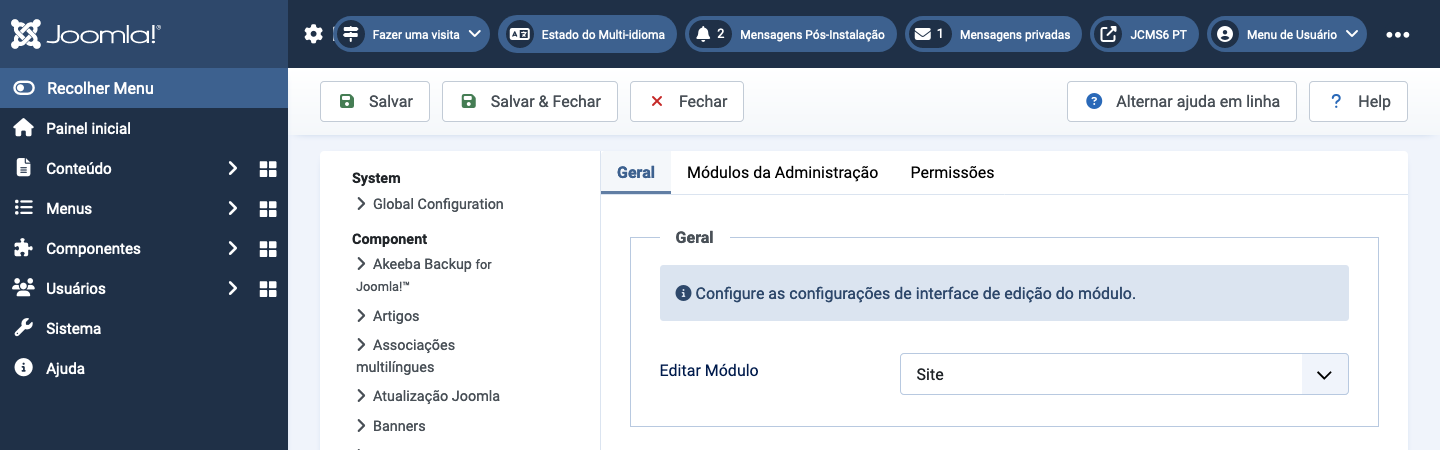 Joomla!®
Fazer uma visita
Estado do Multi-idioma
2 Mensagens Pós-Instalação
1 Mensagens privadas
JCMS6 PT
Menu de Usuário
Recolher Menu
Painel inicial
Conteúdo
Menus
Componentes
Usuários
Sistema
Ajuda
Salvar
Salvar & Fechar
Fechar
Alternar ajuda em linha
? Help
System
Global Configuration
Component
Akeeba Backup for
Joomla!™
Artigos
Associações
multilíngues
Atualização Joomla
Banners
Geral
Módulos da Administração
Permissões
Geral
Configure as configurações de interface de edição do módulo.
Editar Módulo
Site